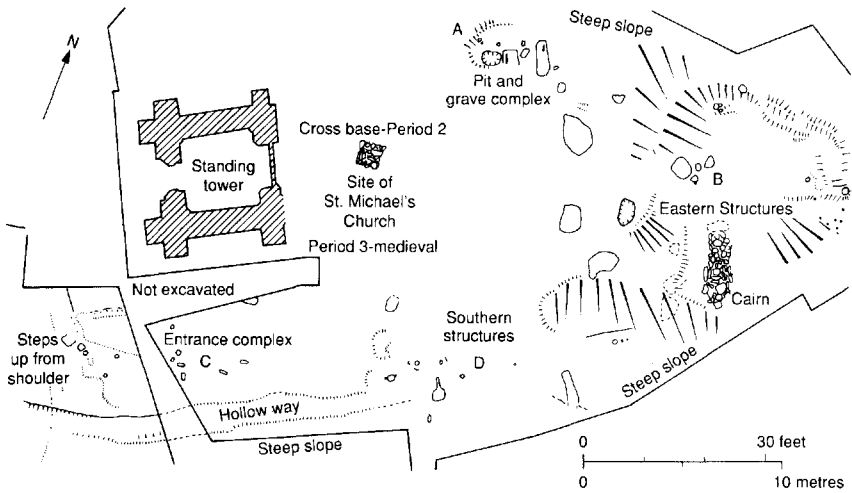 N
A
Pit and
grave complex
Steep slope
Cross base-Period 2
Standing
tower
Site of
St. Michael's
Church
Period 3-medieval
B
Eastern Structures
Cairn
Not excavated
Steps
up from
shoulder
Entrance complex
C
Southern
structures
D
Hollow way
Steep slope
Steep slope
0 30 feet
0 10 metres